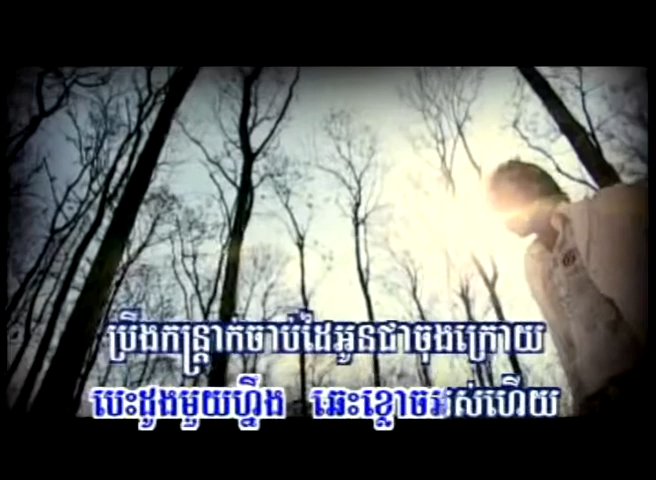 ប្រឹងកន្ត្រាក់ចាប់ដៃអូនជាចុងក្រោយ
បេះដូងមួយហ្នឹង ឆេះខ្លោចអស់ហើយ